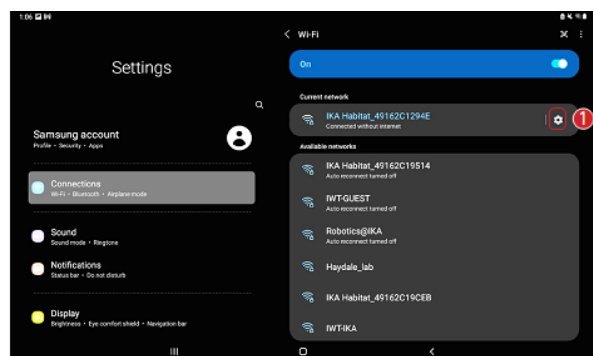 1:06
Settings
Samsung account
Profile • Security • Apps
Connections
Wi-Fi • Bluetooth • Airplane mode
Sound
Sound mode • Ringtone
Notifications
Status bar • Do not disturb
Display
Brightness • Eye comfort shield • Navigation bar
Wi-Fi
On
Current network
IKA Habitat_49162C1294E
Connected without internet
1
Available networks
IKA Habitat_49162C19514
Auto reconnect turned off
IWT-GUEST
Auto reconnect turned off
Robotics@IKA
Auto reconnect turned off
Haydale_lab
IKA Habitat_49162C19CEB
IWT-IKA